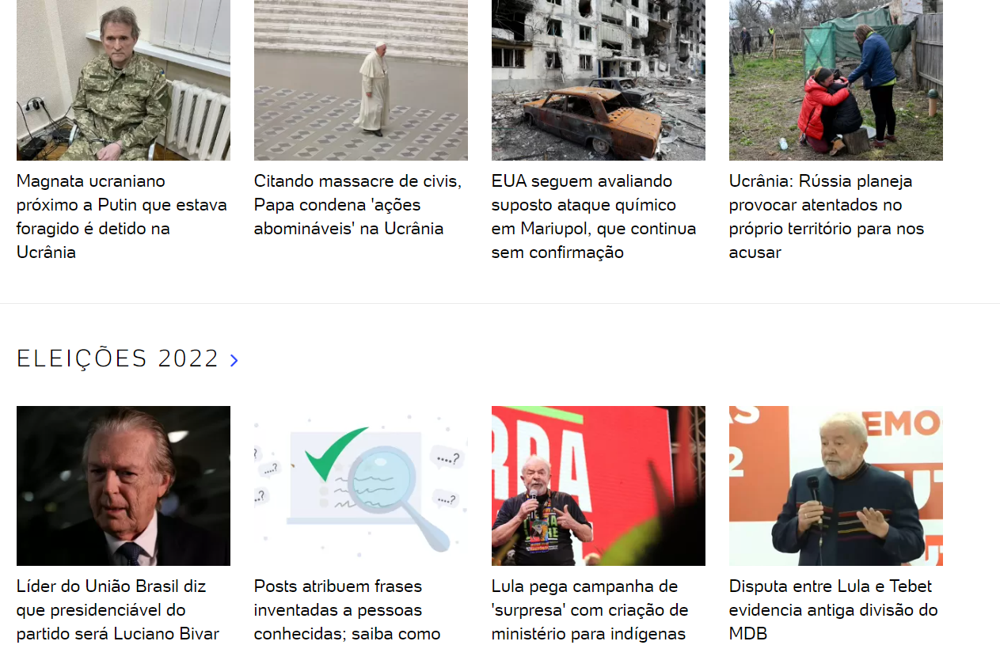 Magnata ucraniano
próximo a Putin que estava
foragido é detido na
Ucrânia
Citando massacre de civis,
Papa condena 'ações
abomináveis' na Ucrânia
EUA seguem avaliando
suposto ataque químico
em Mariupol, que continua
sem confirmação
Ucrânia: Rússia planeja
provocar atentados no
próprio território para nos
acusar
ELEIÇÕES 2022 >
....?
...?
....?
RRA
EMO
2
UT
Líder do União Brasil diz
que presidenciável do
partido será Luciano Bivar
Posts atribuem frases
inventadas a pessoas
conhecidas; saiba como
Lula pega campanha de
'surpresa' com criação de
ministério para indígenas
Disputa entre Lula e Tebet
evidencia antiga divisão do
MDB